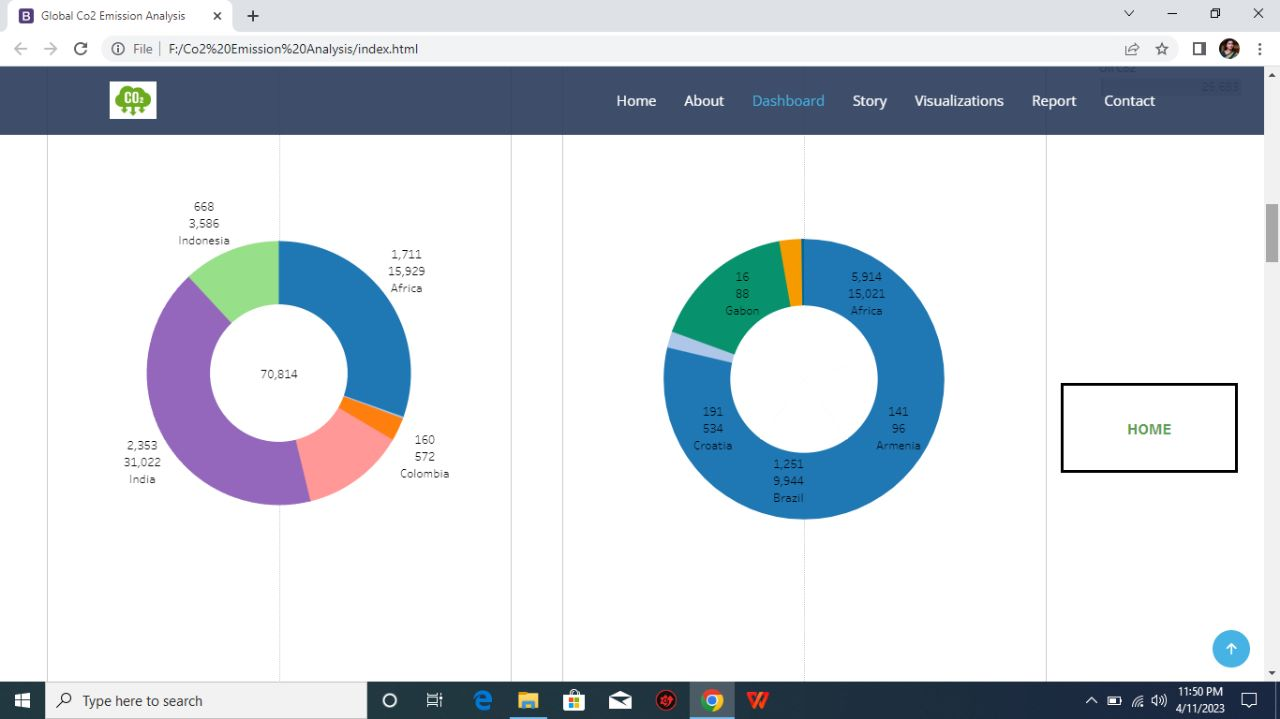 Global Co2 Emission Analysis
File
F:/Co2%20Emission%20Analysis/index.html
CO₂
Home
About
Dashboard
Story
Visualizations
Report
Contact
668
3,586
Indonesia
1,711
15,929
Africa
70,814
2,353
31,022
India
160
572
Colombia
16
88
Gabon
5,914
15,021
Africa
191
534
Croatia
141
96
Armenia
1,251
9,944
Brazil
HOME
Type here to search
11:50 PM
4/11/2023